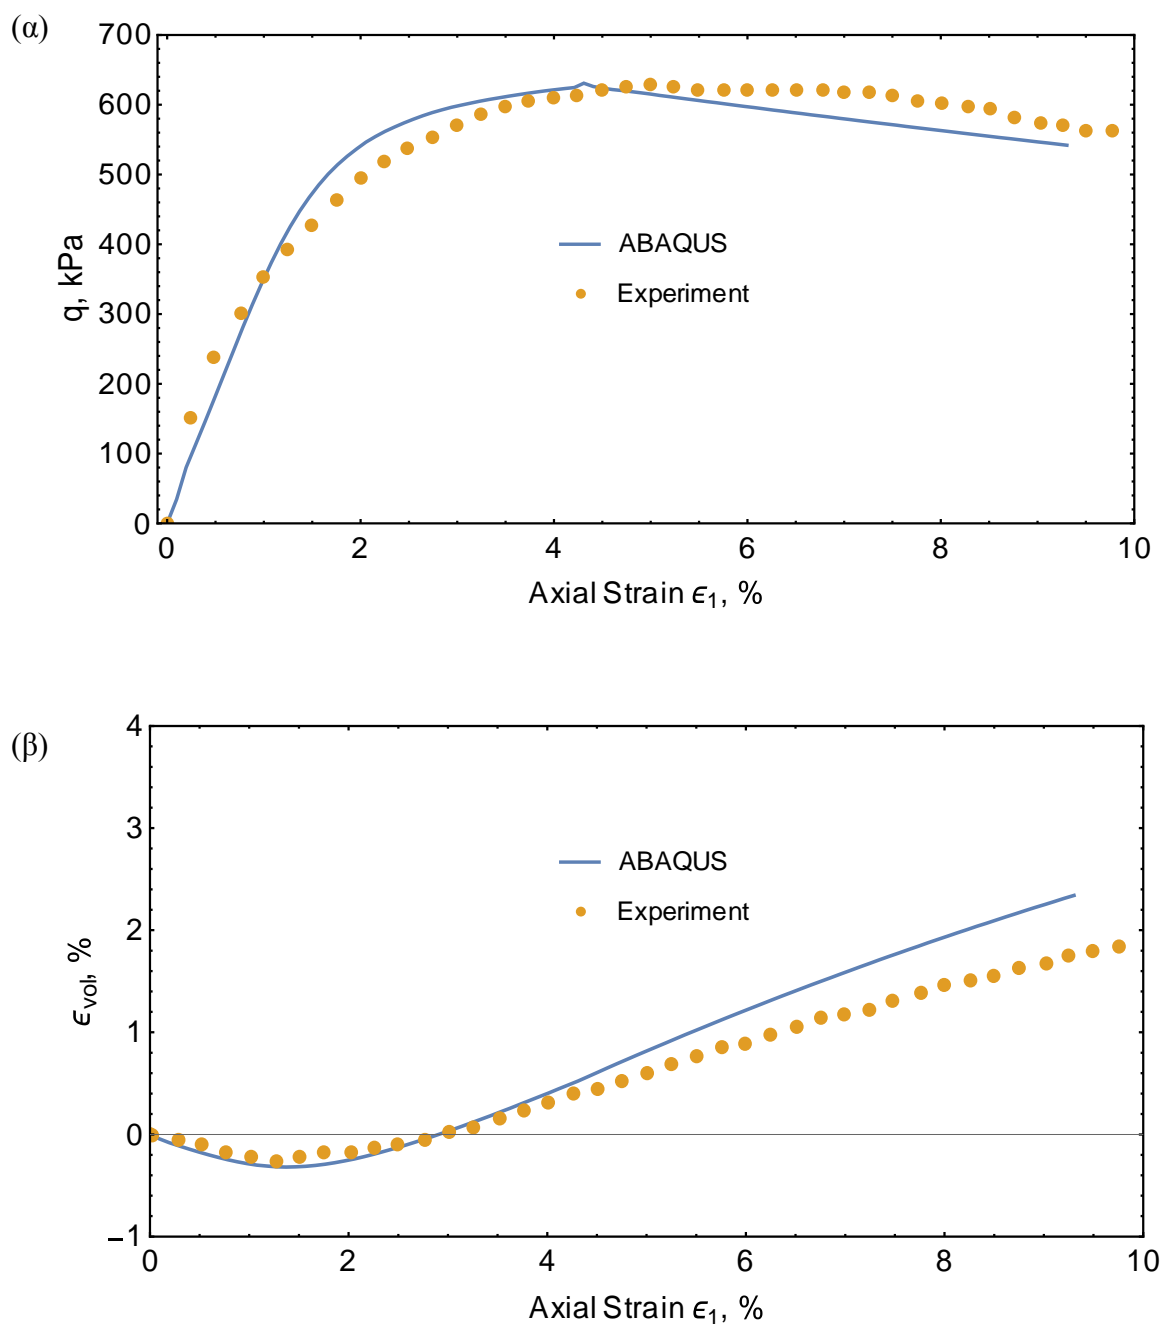 (α)
700
600
500
400
300
200
100
0
q, kPa
ABAQUS
Experiment
0 2 4 6 8 10
Axial Strain ϵ1, %
(β)
4
3
2
1
0
−1
ϵvol, %
ABAQUS
Experiment
0 2 4 6 8 10
Axial Strain ϵ1, %